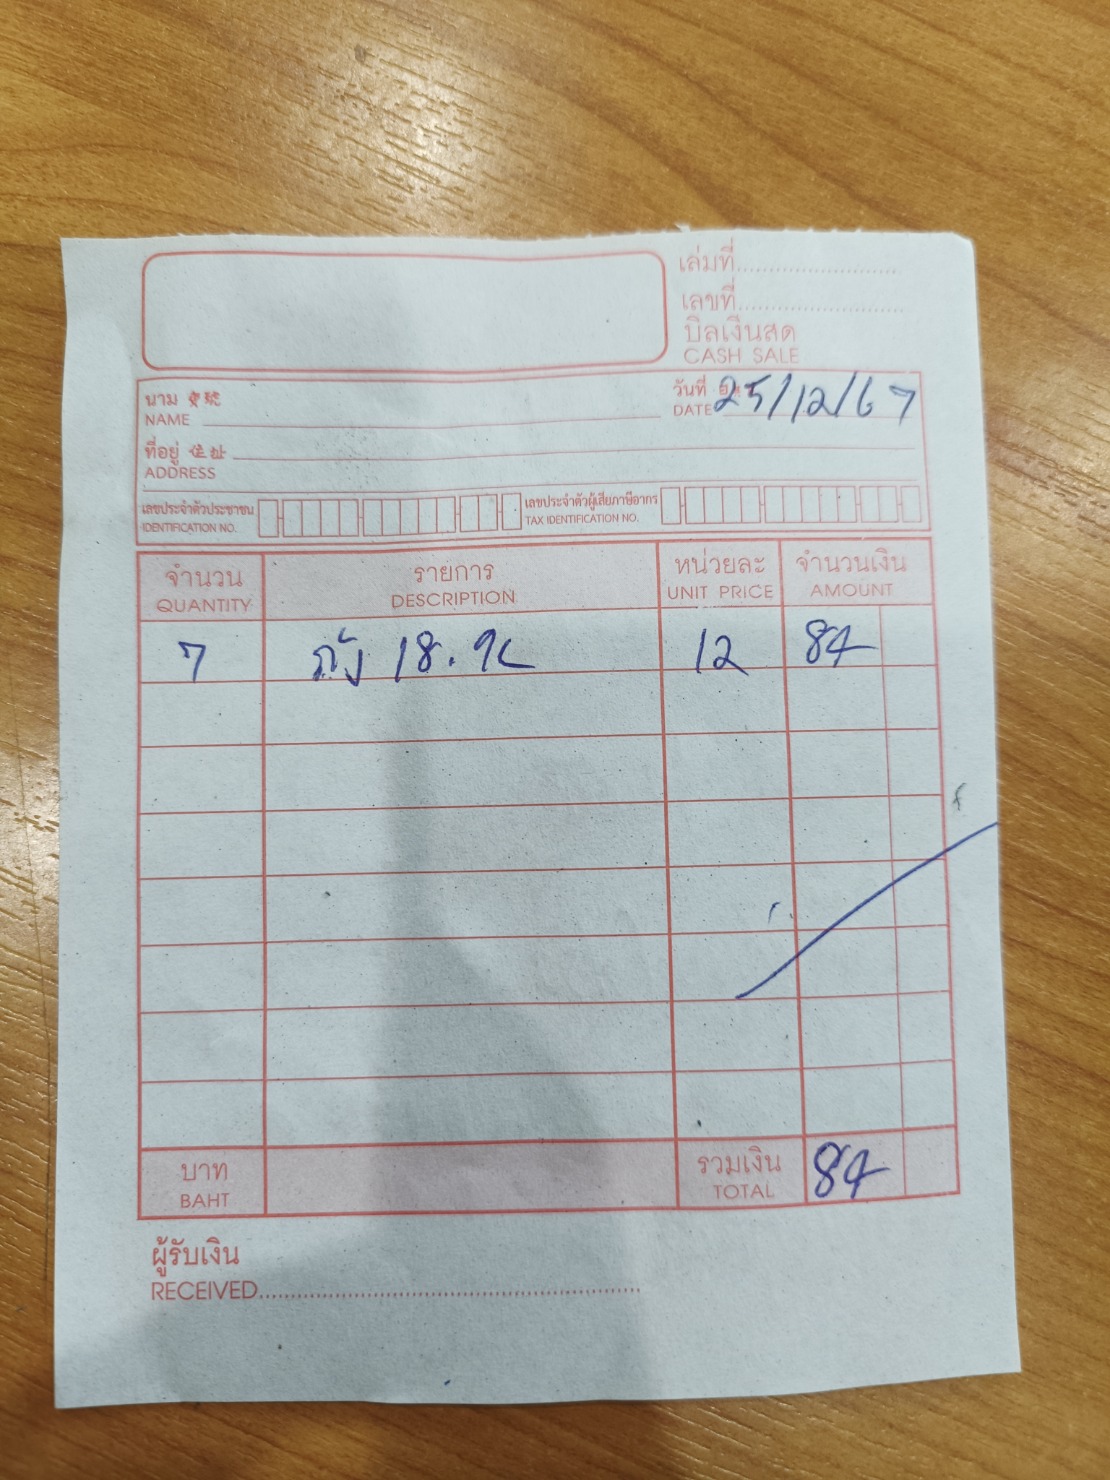 เล่มที่
เลขที่
บิลเงินสด
CASH SALE
นาม 寶號
NAME
วันที่
DATE 25/12/67
ที่อยู่ 住址
ADDRESS
เลขประจำตัวประชาชน
IDENTIFICATION NO.
เลขประจำตัวผู้เสียภาษีอากร
TAX IDENTIFICATION NO.
จำนวน รายการ หน่วยละ จำนวนเงิน
QUANTITY DESCRIPTION UNIT PRICE AMOUNT
7 ถัง 18.9L 12 84
บาท รวมเงิน 84
BAHT TOTAL
ผู้รับเงิน
RECEIVED